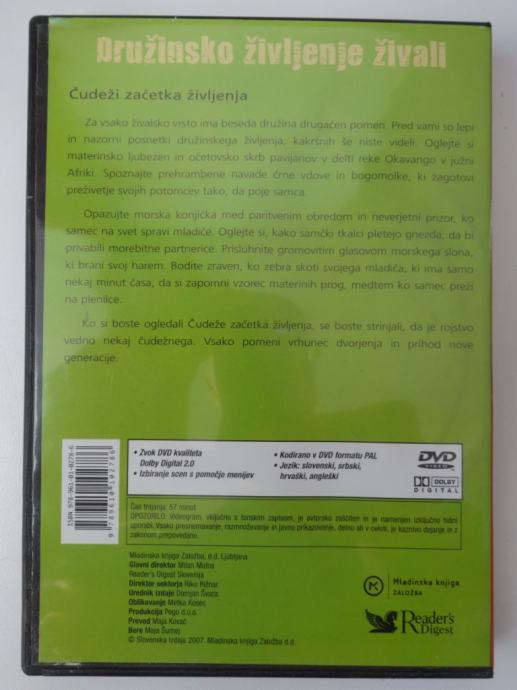 Družinsko življenje živali
Čudeži začetka življenja
Za vsako živalsko vrsto ima beseda družina drugačen pomen. Pred vami so lepi
in nazorni posnetki družinskega življenja, kakršnih še niste videli. Oglejte si
materinsko ljubezen in očetovsko skrb pavijanov v delti reke Okavango v južni
Afriki. Spoznajte prehrambene navade črne vdove in bogomolke, ki zagotovi
preživetje svojih potomcev tako, da poje samca.
Opazujte morska konjička med paritvenim obredom in neverjetni prizor, ko
samec na svet spravi mladiče. Oglejte si, kako samčki tkalci pletejo gnezda, da bi
privabili morebitne partnerice. Prisluhnite gromovitim glasovom morskega slona,
ki brani svoj harem. Bodite zraven, ko zebra skoti svojega mladiča, ki ima samo
nekaj minut časa, da si zapomni vzorec materinih prog, medtem ko samec preži
na plenilce.
Ko si boste ogledali Čudeže začetka življenja, se boste strinjali, da je rojstvo
vedno nekaj čudežnega. Vsako pomeni vrhunec dvorjenja in prihod nove
generacije.
ISBN 978-961-01-0278-6
9 789610 102786
• Zvok DVD kvaliteta
Dolby Digital 2.0
• Izbiranje scen s pomočjo menijev
• Kodirano v DVD formatu PAL
• Jezik: slovenski, srbski,
hrvaški, angleški
DVD
VIDEO
DOLBY
DIGITAL
Čas trajanja: 57 minut
OPOZORILO: Videogram, vključno s tonskim zapisom, je avtorsko zaščiten in je namenjen izključno hišni
uporabi. Vsako presnemavanje, razmnoževanje in javno prikazovanje, delno ali v celoti, je kaznivo dejanje in z
zakonom prepovedano.
Mladinska knjiga Založba, d.d. Ljubljana
Glavni direktor Milan Matos
Reader's Digest Slovenija
Direktor sektorja Riko Rižnar
Urednik izdaje Damjan Švara
Oblikovanje Metka Kosec
Produkcija Pego d.o.o.
Prevod Maja Kovač
Bere Maja Šumej
© Slovenska izdaja 2007. Mladinska knjiga Založba d.d.
Mladinska knjiga
ZALOŽBA
Reader's
Digest